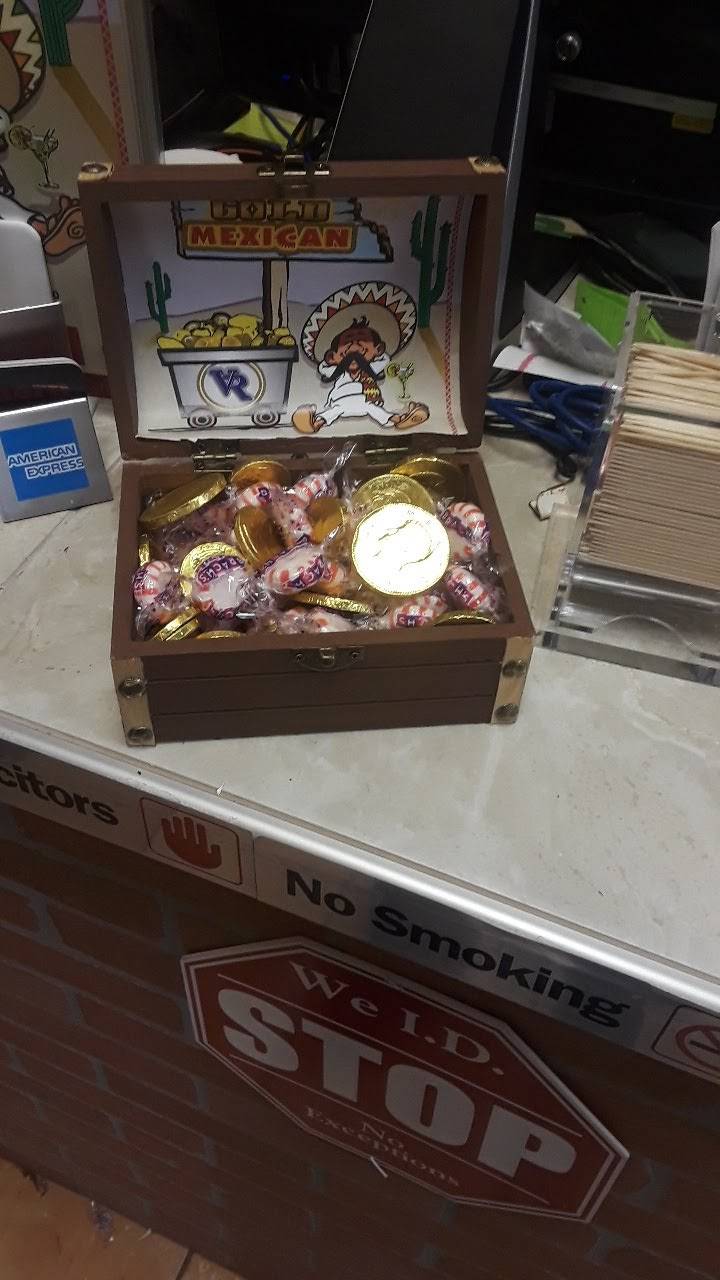 GOLD
MEXICAN
VR
AMERICAN
EXPRESS
citors
No Smoking
We I.D.
STOP
No
Exceptions